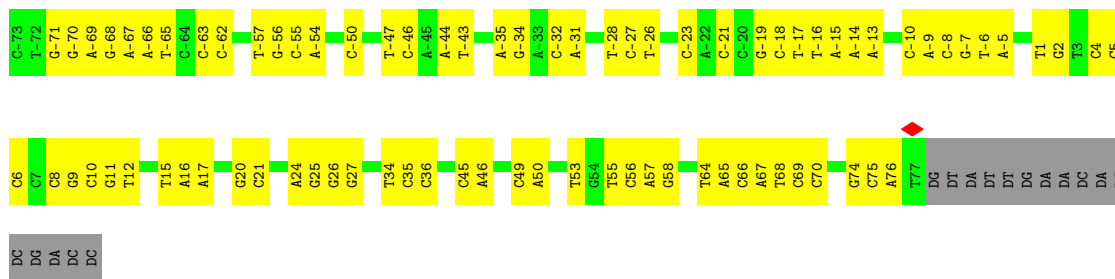 C-73 T-72 G-71 G-70 A-69 G-68 A-67 A-66 T-65 C-64 C-63 C-62 T-57 G-56 C-55 A-54 C-50 T-47 C-46 A-45 A-44 T-43 A-35 G-34 A-33 C-32 A-31 T-28 C-27 T-26 C-23 A-22 C-21 C-20 G-19 C-18 T-17 T-16 A-15 A-14 A-13 C-10 A-9 C-8 G-7 T-6 A-5 T1 G2 T3 C4 C5
C6 C7 C8 G9 C10 G11 T12 T15 A16 A17 G20 C21 A24 G25 G26 G27 T34 C35 C36 C45 A46 C49 A50 T53 G54 T55 C56 A57 G58 T64 A65 C66 A67 T68 C69 C70 G74 C75 A76 T77 DG DT DA DT DT DG DA DA DC DA
DC DG DA DC DC